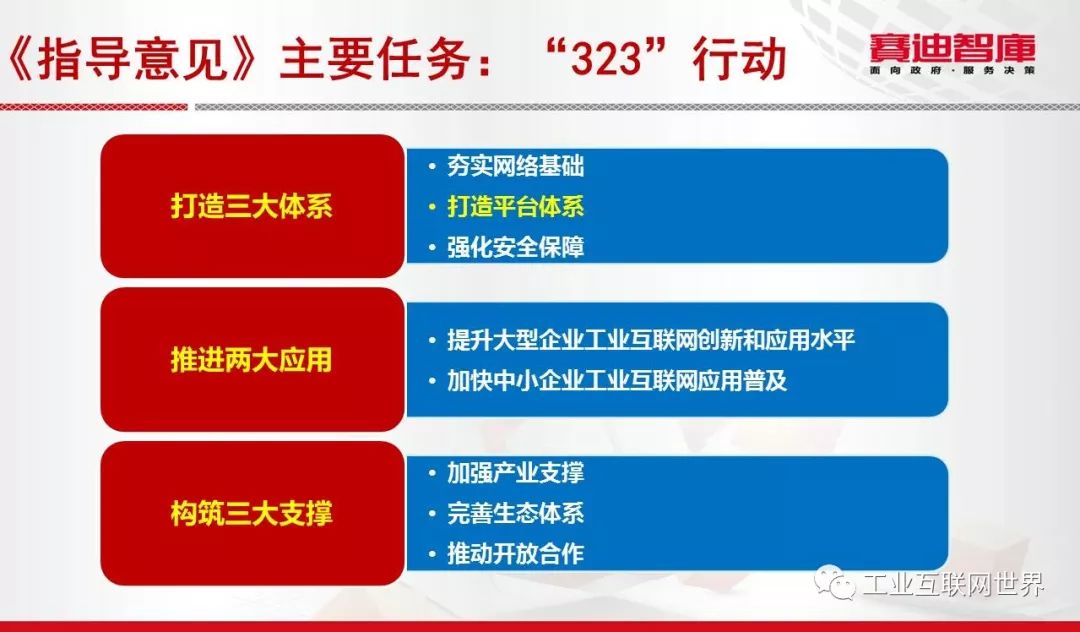 《指导意见》主要任务：“323”行动
赛迪智库
面向政府·服务决策
打造三大体系
• 夯实网络基础
• 打造平台体系
• 强化安全保障
推进两大应用
• 提升大型企业工业互联网创新和应用水平
• 加快中小企业工业互联网应用普及
构筑三大支撑
• 加强产业支撑
• 完善生态体系
• 推动开放合作
工业互联网世界